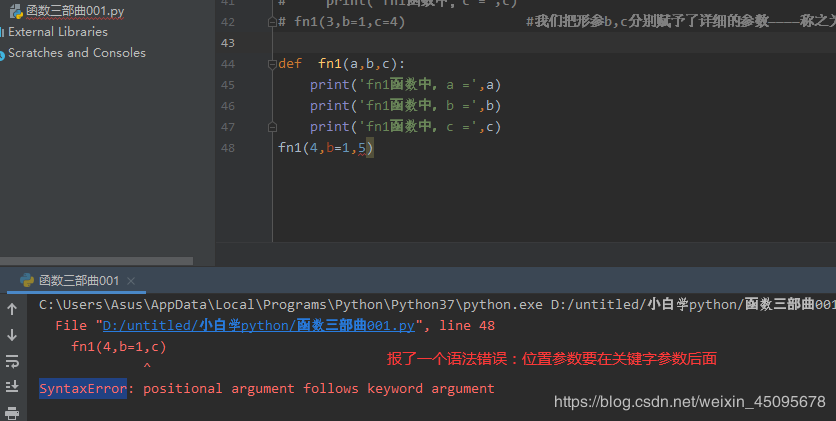 函数三部曲001.py
External Libraries
Scratches and Consoles
41 # print('fn1函数中，c =',c)
42 # fn1(3,b=1,c=4) #我们把形参b,c分别赋予了详细的参数----称之为
43
44 def fn1(a,b,c):
45 print('fn1函数中，a =',a)
46 print('fn1函数中，b =',b)
47 print('fn1函数中，c =',c)
48 fn1(4,b=1,5)
函数三部曲001 ×
C:\Users\Asus\AppData\Local\Programs\Python\Python37\python.exe D:/untitled/小白学python/函数三部曲001
File "D:/untitled/小白学python/函数三部曲001.py", line 48
fn1(4,b=1,c)
^
报了一个语法错误：位置参数要在关键字参数后面
SyntaxError: positional argument follows keyword argument
https://blog.csdn.net/weixin_45095678